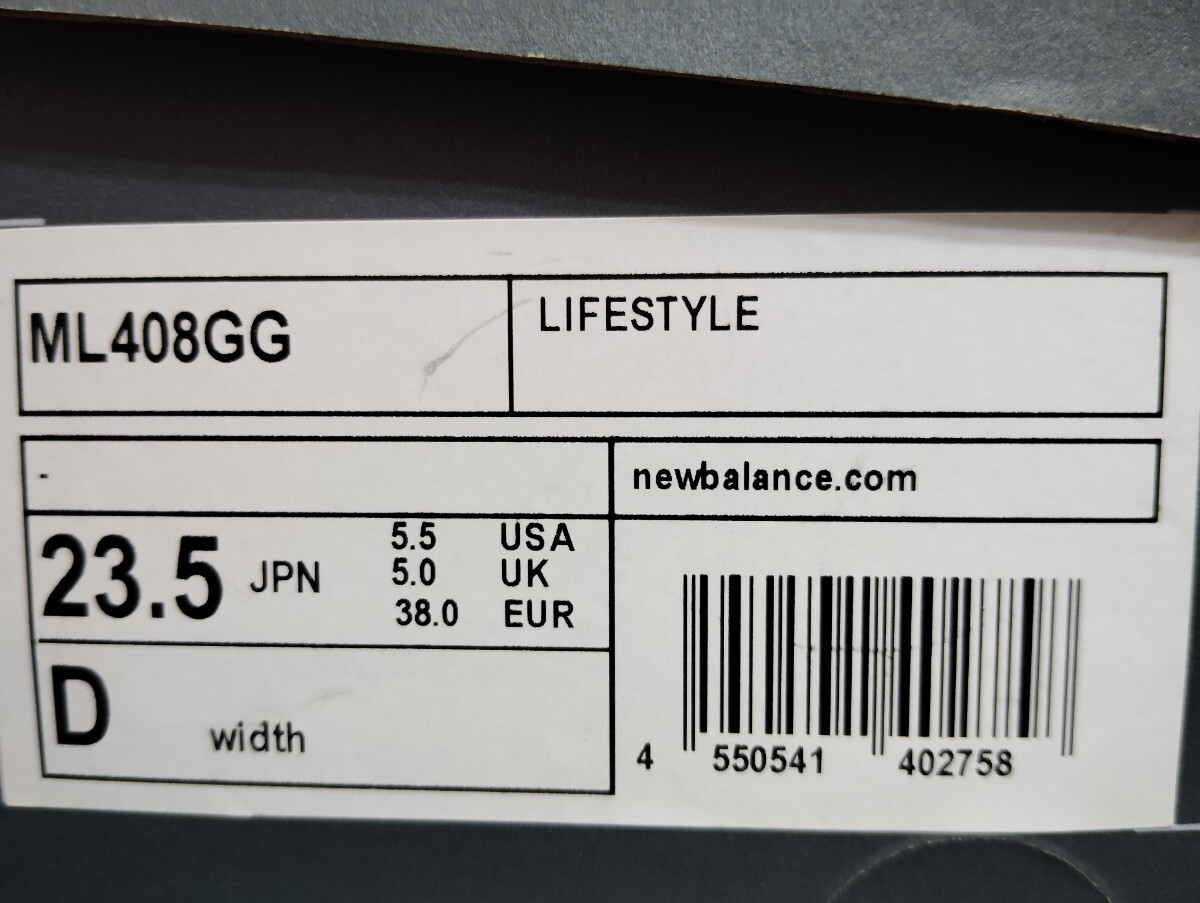 ML408GG
LIFESTYLE
-
newbalance.com
23.5 JPN
5.5 USA
5.0 UK
38.0 EUR
D width
4 550541 402758